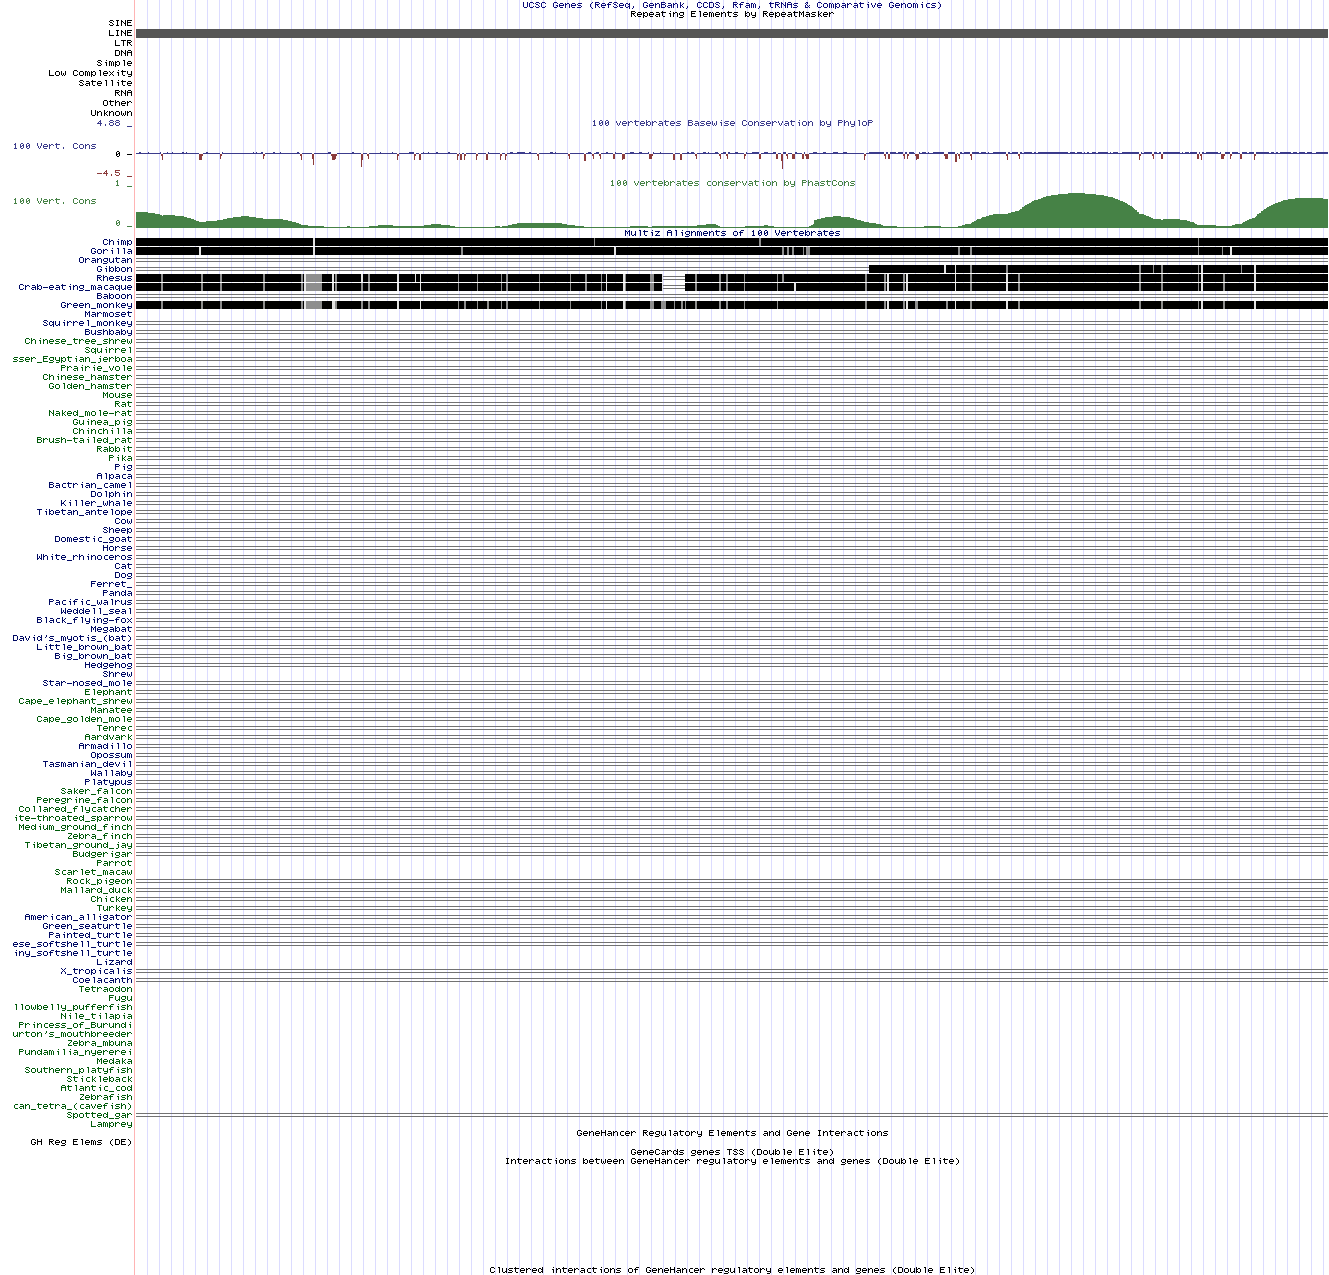 UCSC Genes (RefSeq, GenBank, CCDS, Rfam, tRNAs & Comparative Genomics)
Repeating Elements by RepeatMasker
SINE
LINE
LTR
DNA
Simple
Low Complexity
Satellite
RNA
Other
Unknown
4.88 _
100 vertebrates Basewise Conservation by PhyloP
100 Vert. Cons
0 -
-4.5 _
1 _
100 vertebrates conservation by PhastCons
100 Vert. Cons
0 _
Multiz Alignments of 100 Vertebrates
Chimp
Gorilla
Orangutan
Gibbon
Rhesus
Crab-eating_macaque
Baboon
Green_monkey
Marmoset
Squirrel_monkey
Bushbaby
Chinese_tree_shrew
Squirrel
sser_Egyptian_jerboa
Prairie_vole
Chinese_hamster
Golden_hamster
Mouse
Rat
Naked_mole-rat
Guinea_pig
Chinchilla
Brush-tailed_rat
Rabbit
Pika
Pig
Alpaca
Bactrian_camel
Dolphin
Killer_whale
Tibetan_antelope
Cow
Sheep
Domestic_goat
Horse
White_rhinoceros
Cat
Dog
Ferret_
Panda
Pacific_walrus
Weddell_seal
Black_flying-fox
Megabat
David's_myotis_(bat)
Little_brown_bat
Big_brown_bat
Hedgehog
Shrew
Star-nosed_mole
Elephant
Cape_elephant_shrew
Manatee
Cape_golden_mole
Tenrec
Aardvark
Armadillo
Opossum
Tasmanian_devil
Wallaby
Platypus
Saker_falcon
Peregrine_falcon
Collared_flycatcher
ite-throated_sparrow
Medium_ground_finch
Zebra_finch
Tibetan_ground_jay
Budgerigar
Parrot
Scarlet_macaw
Rock_pigeon
Mallard_duck
Chicken
Turkey
American_alligator
Green_seaturtle
Painted_turtle
ese_softshell_turtle
iny_softshell_turtle
Lizard
X_tropicalis
Coelacanth
Tetraodon
Fugu
llowbelly_pufferfish
Nile_tilapia
Princess_of_Burundi
urton's_mouthbreeder
Zebra_mbuna
Pundamilia_nyererei
Medaka
Southern_platyfish
Stickleback
Atlantic_cod
Zebrafish
can_tetra_(cavefish)
Spotted_gar
Lamprey
GeneHancer Regulatory Elements and Gene Interactions
GH Reg Elems (DE)
GeneCards genes TSS (Double Elite)
Interactions between GeneHancer regulatory elements and genes (Double Elite)
Clustered interactions of GeneHancer regulatory elements and genes (Double Elite)